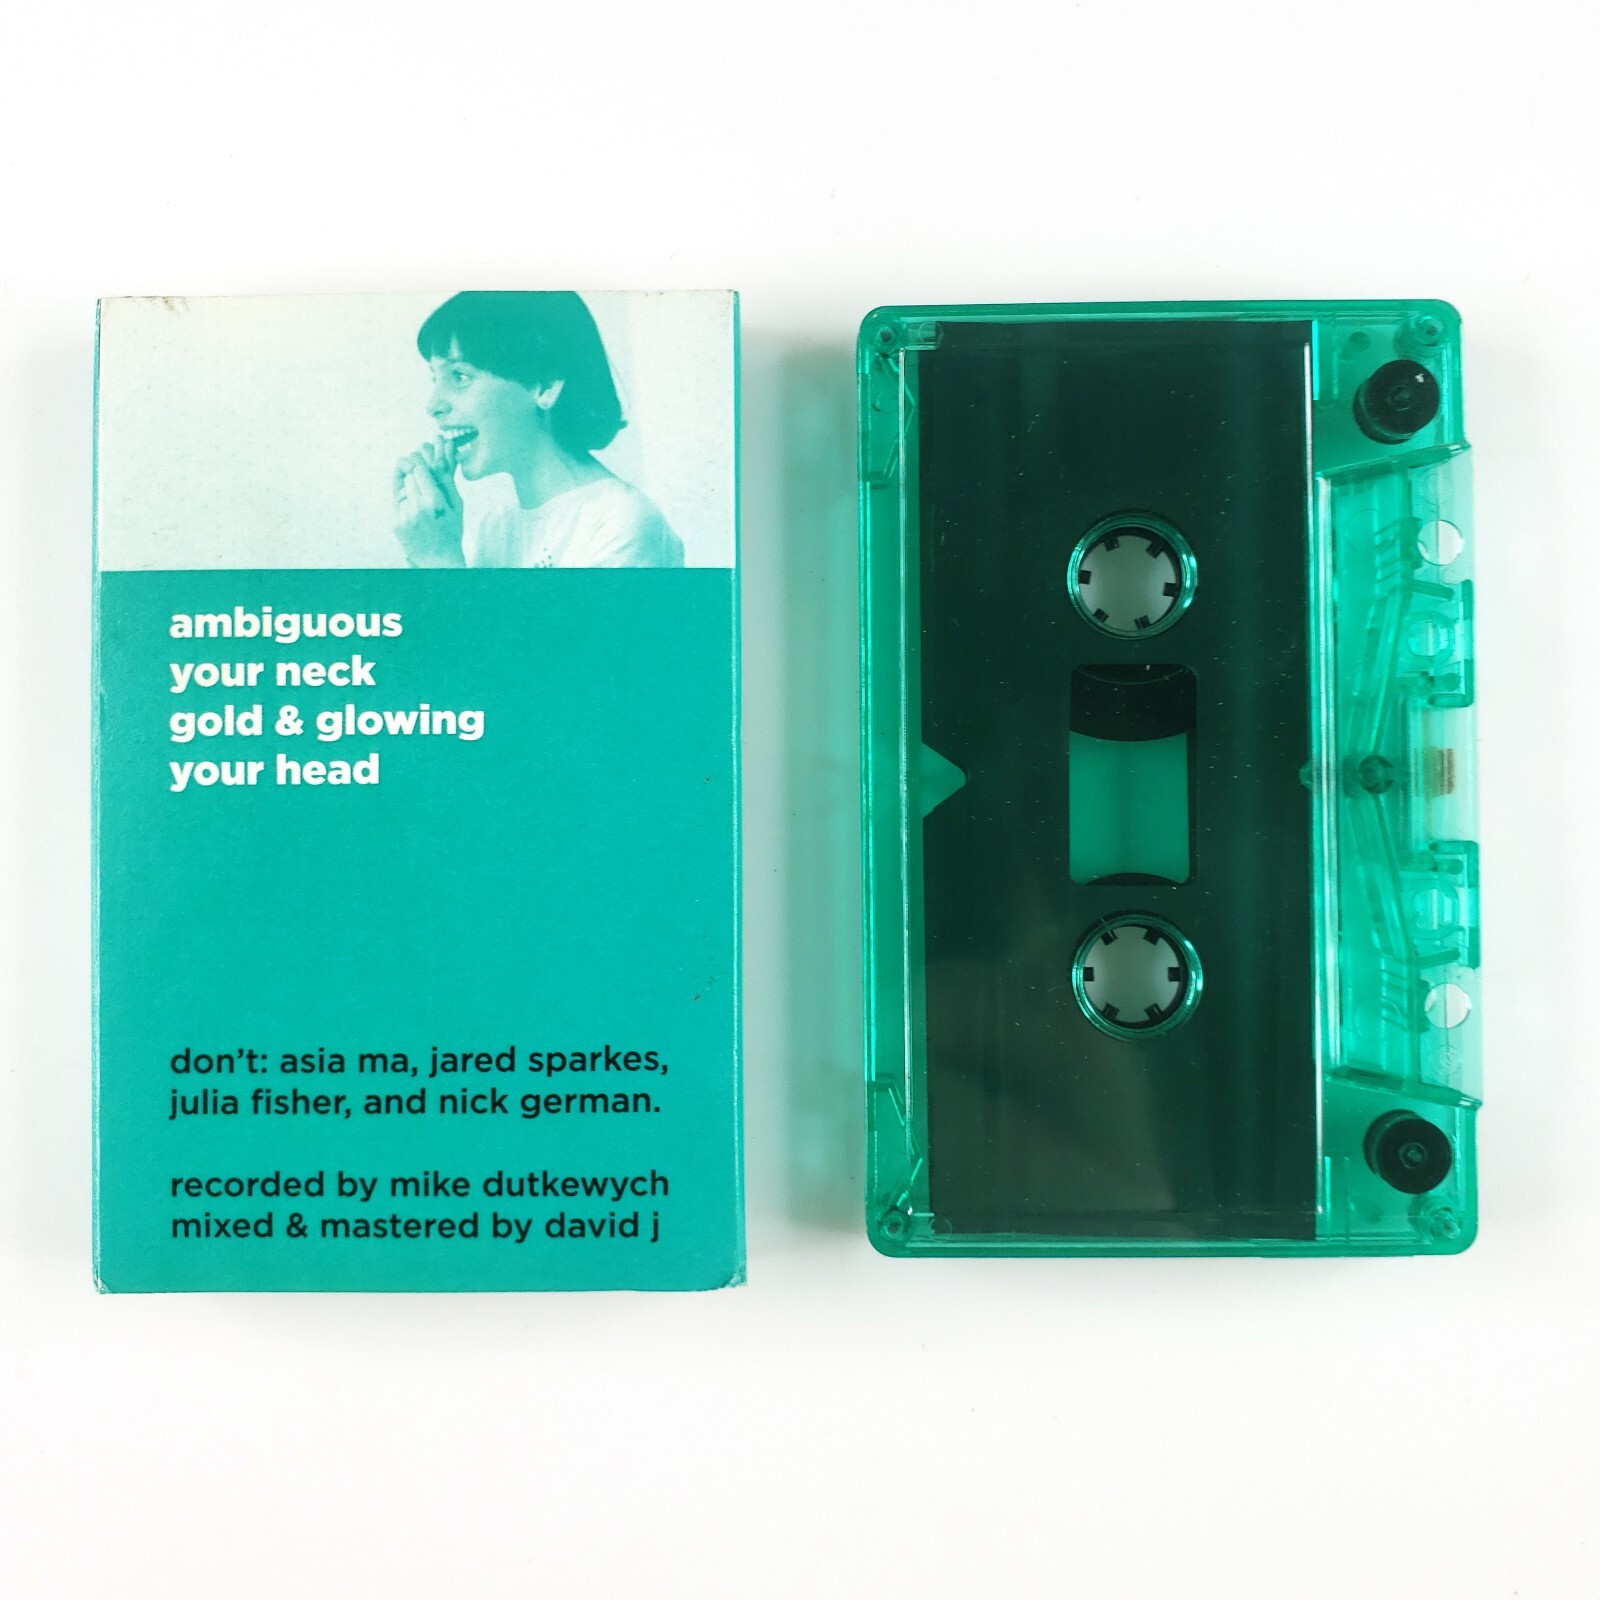 ambiguous
your neck
gold & glowing
your head
don't: asia ma, jared sparkes,
julia fisher, and nick german.
recorded by mike dutkewych
mixed & mastered by david j